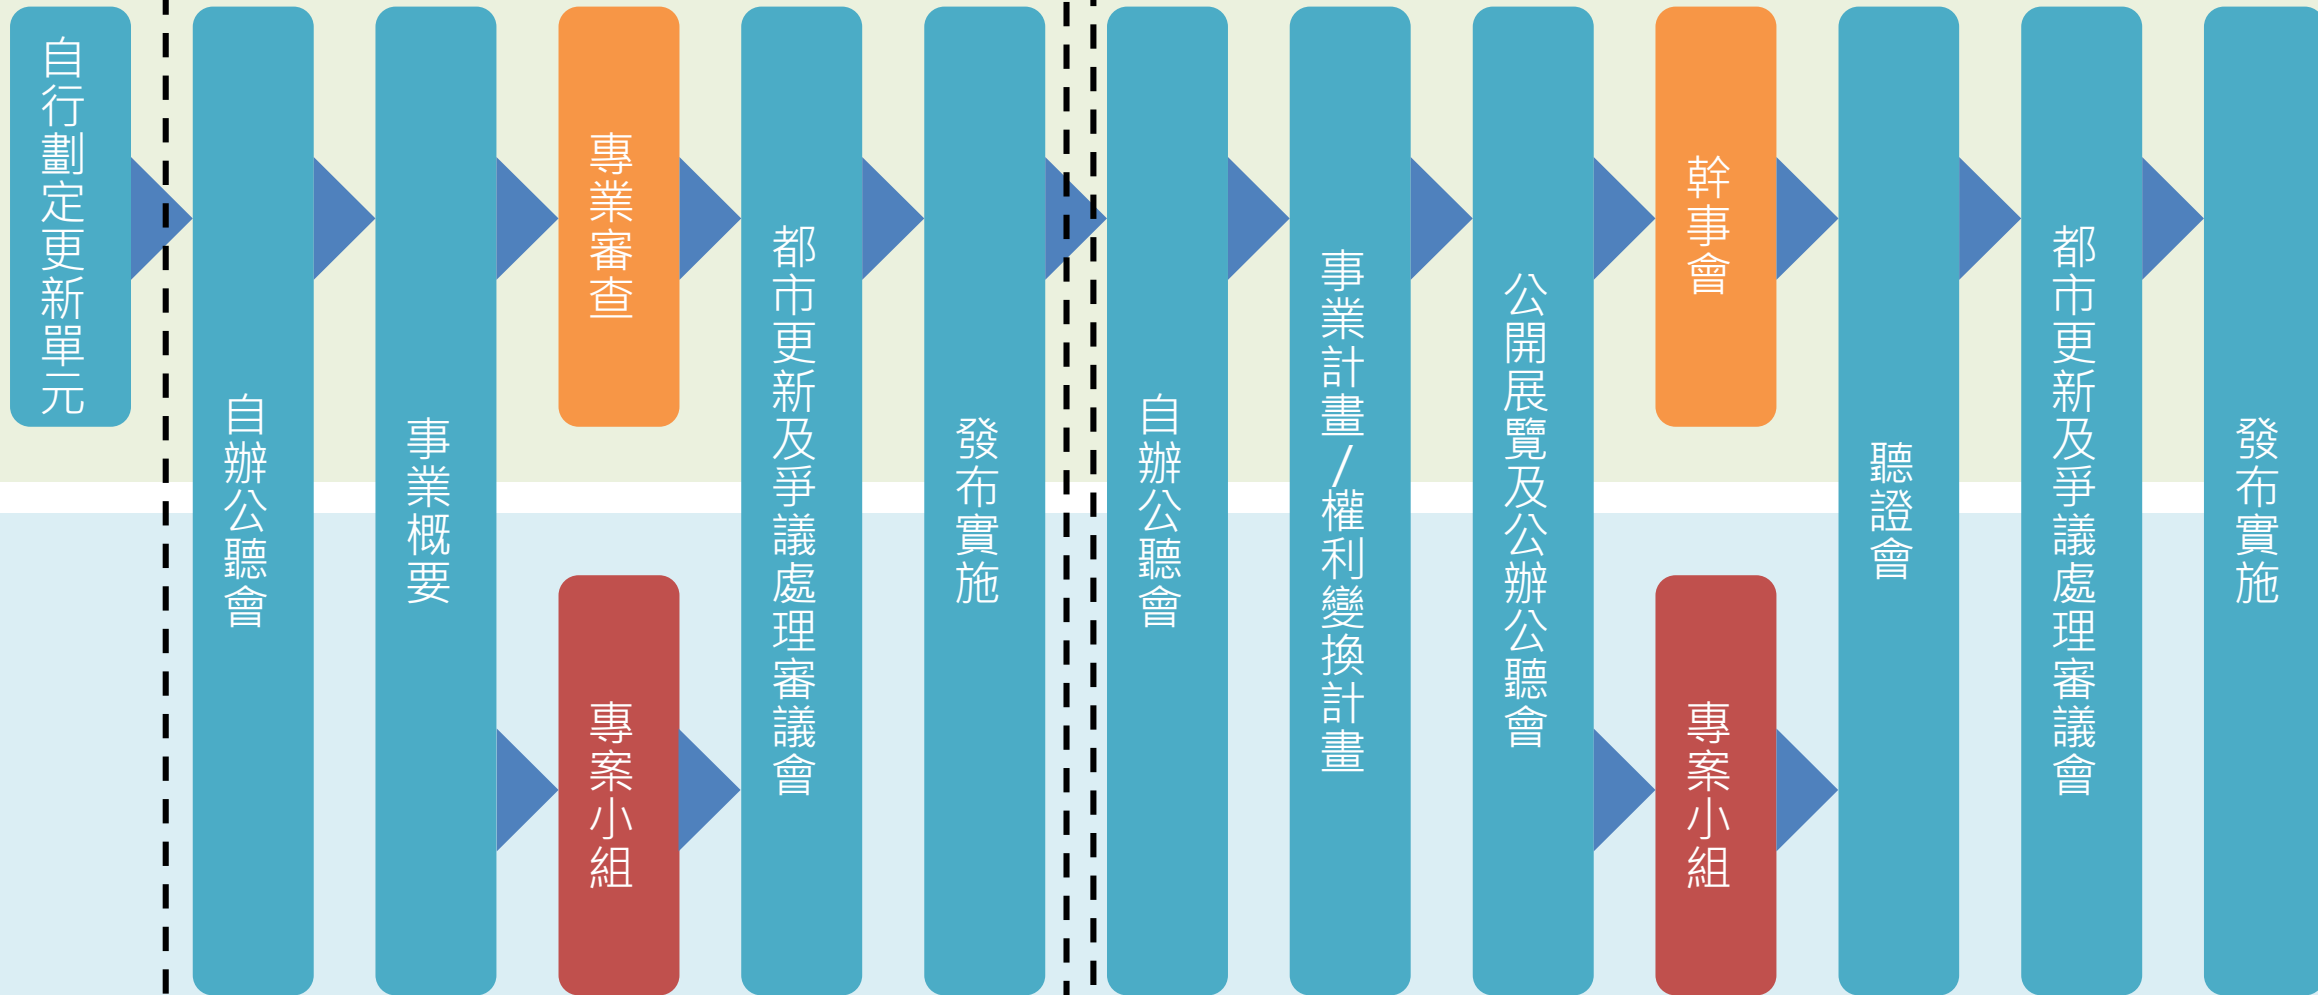 自行劃定更新單元
自辦公聽會
事業概要
專業審查
專案小組
都市更新及爭議處理審議會
發布實施
自辦公聽會
事業計畫/權利變換計畫
公開展覽及公辦公聽會
幹事會
專案小組
聽證會
都市更新及爭議處理審議會
發布實施